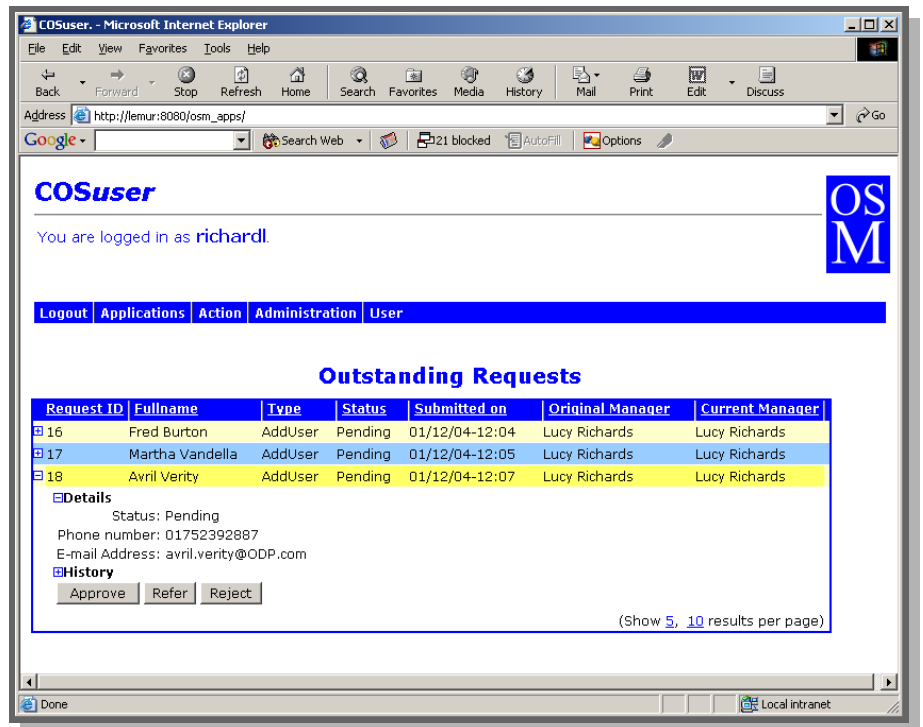 COSuser. - Microsoft Internet Explorer
File Edit View Favorites Tools Help
Back Forward Stop Refresh Home Search Favorites Media History Mail Print Edit Discuss
Address http://lemur:8080/osm_apps/ Go
Google Search Web 21 blocked AutoFill Options
COSuser
OS
M
You are logged in as richardl.
Logout Applications Action Administration User
Outstanding Requests
Request ID Fullname Type Status Submitted on Original Manager Current Manager
16 Fred Burton AddUser Pending 01/12/04-12:04 Lucy Richards Lucy Richards
17 Martha Vandella AddUser Pending 01/12/04-12:05 Lucy Richards Lucy Richards
18 Avril Verity AddUser Pending 01/12/04-12:07 Lucy Richards Lucy Richards
Details
Status: Pending
Phone number: 01752392887
E-mail Address: avril.verity@ODP.com
History
Approve Refer Reject
(Show 5, 10 results per page)
Done Local intranet